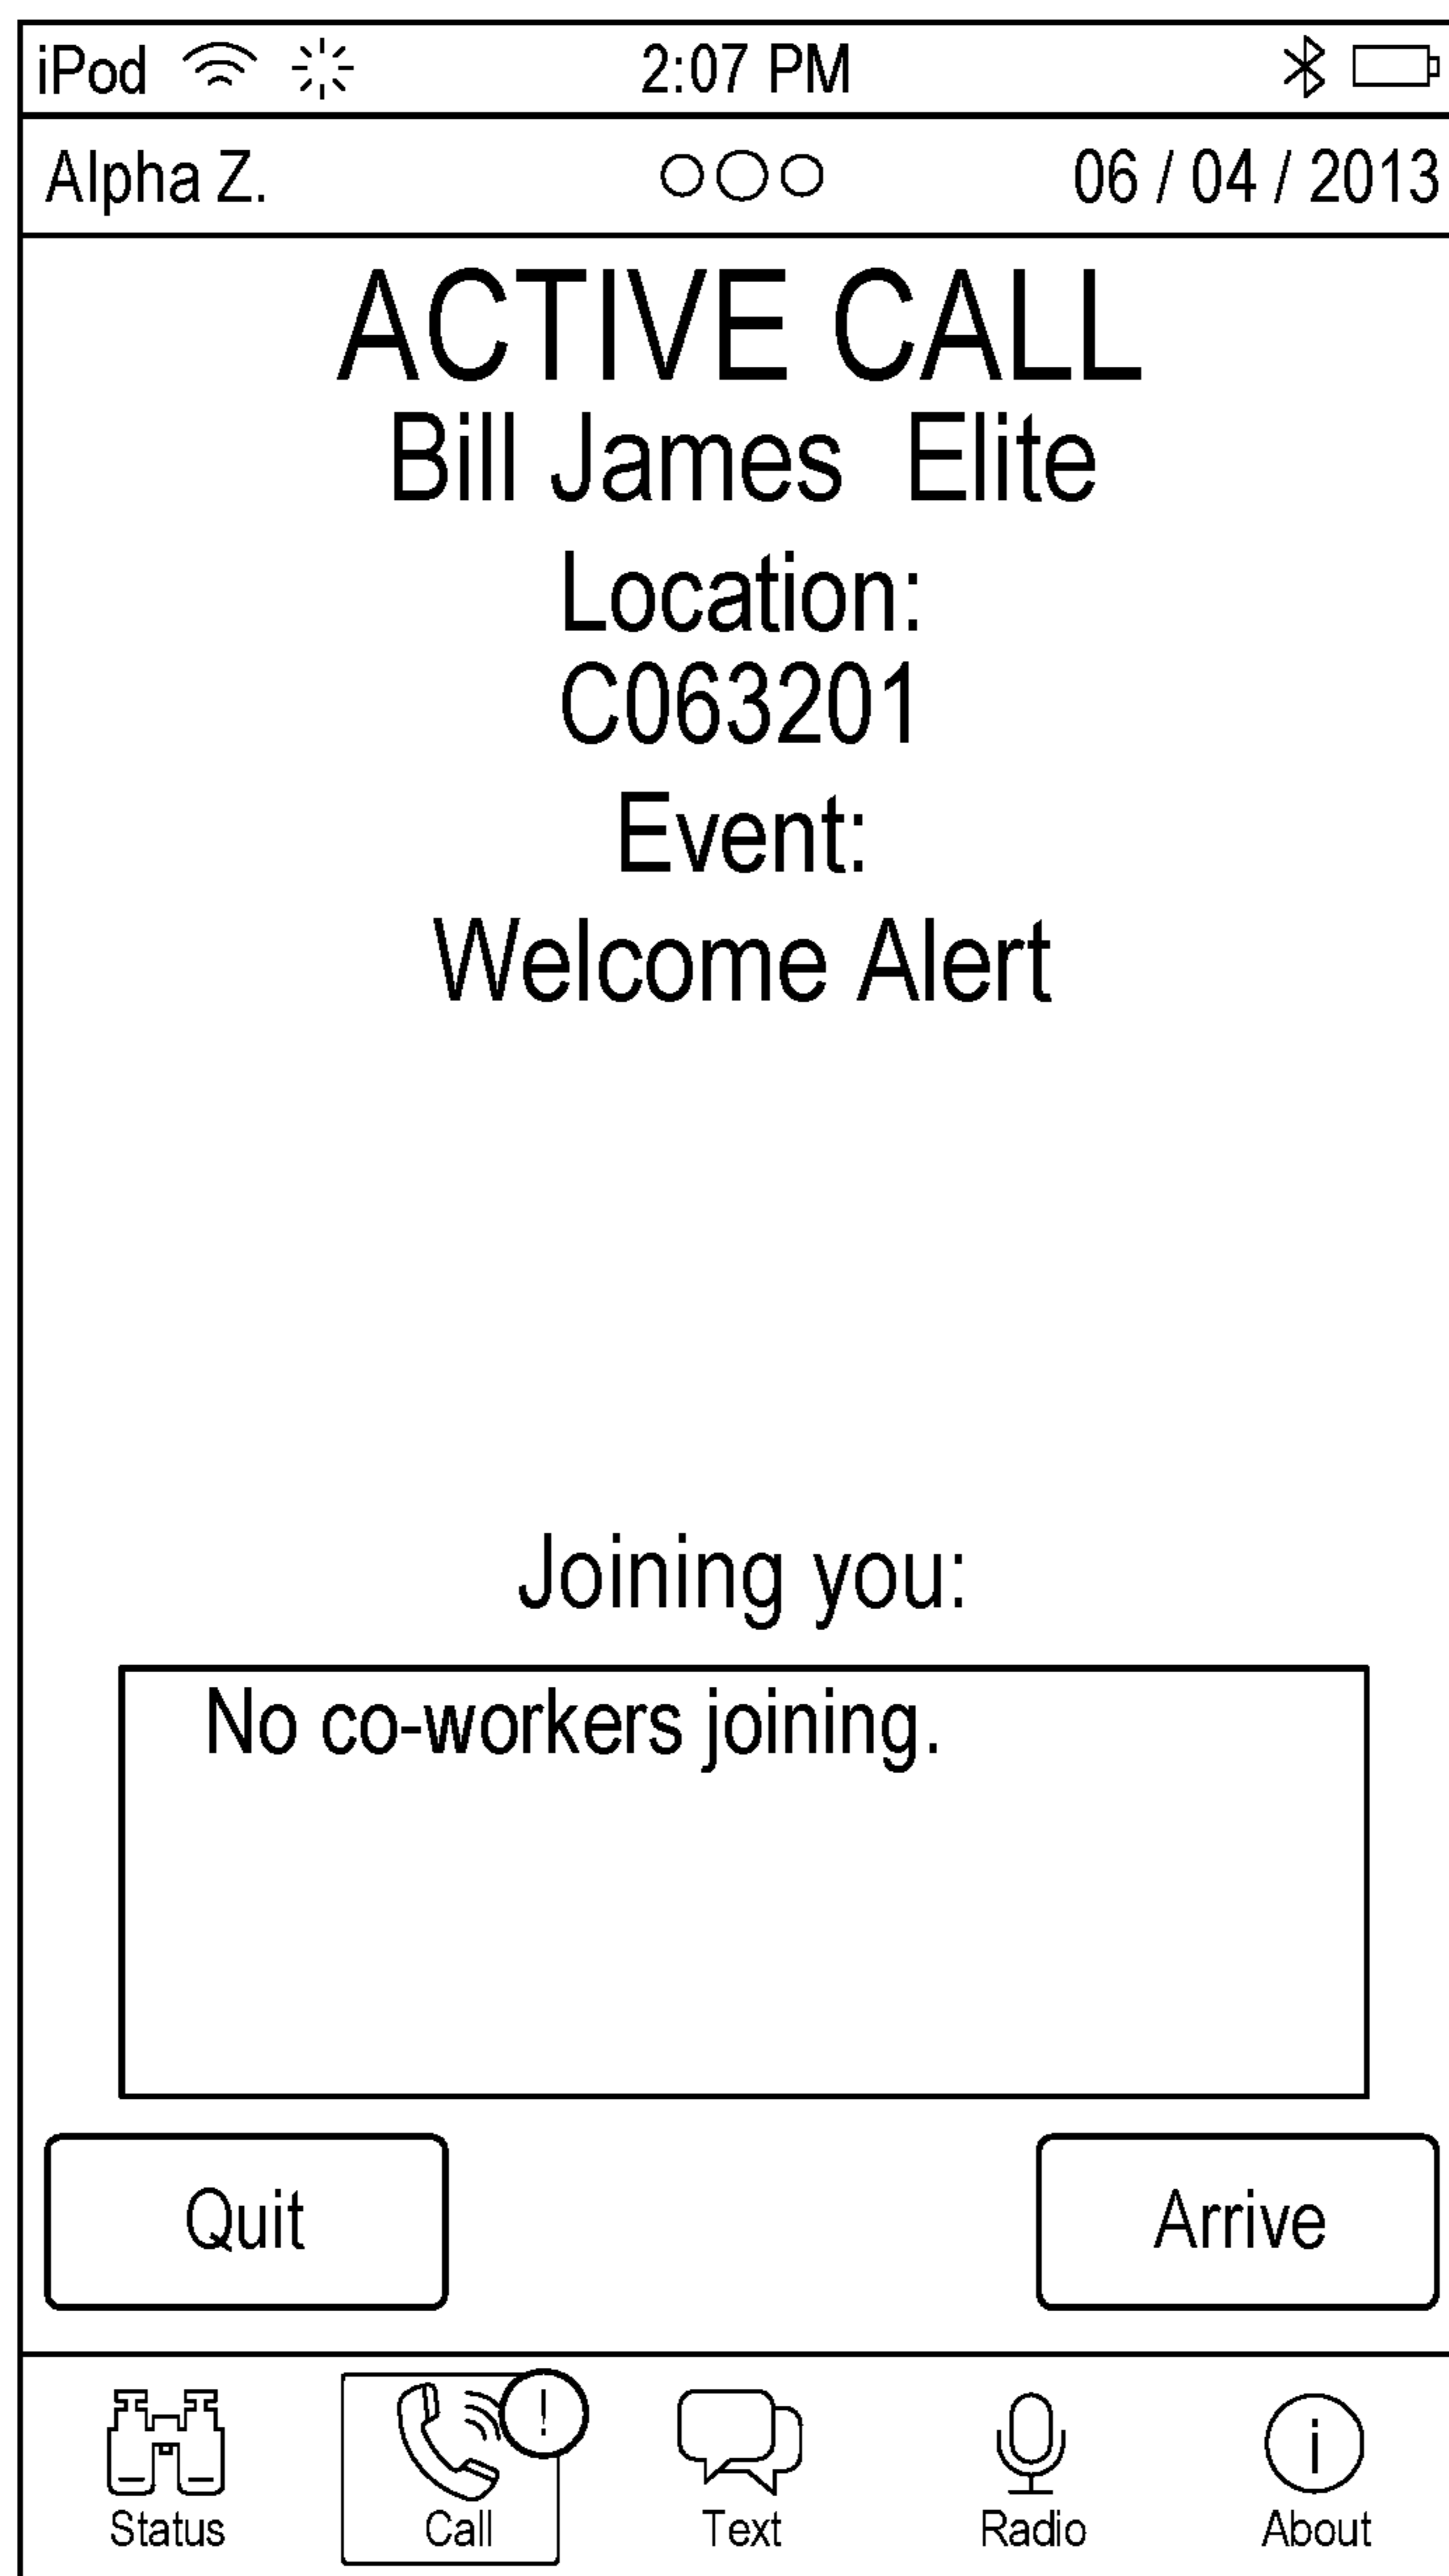 iPod 2:07 PM
Alpha Z. 06 / 04 / 2013
ACTIVE CALL
Bill James Elite
Location:
C063201
Event:
Welcome Alert
Joining you:
No co-workers joining.
Quit Arrive
!
i
Status Call Text Radio About